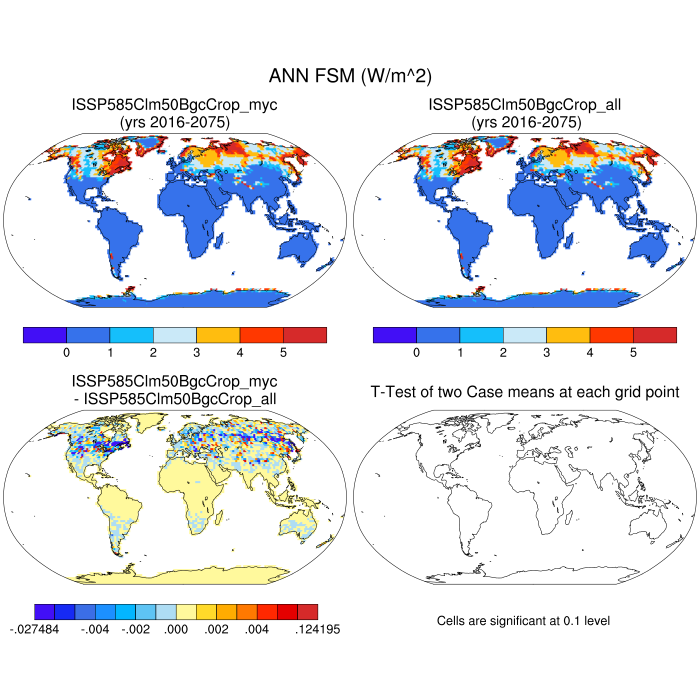 ANN FSM (W/m^2)
ISSP585Clm50BgcCrop_myc
(yrs 2016-2075)
ISSP585Clm50BgcCrop_all
(yrs 2016-2075)
0 1 2 3 4 5
0 1 2 3 4 5
ISSP585Clm50BgcCrop_myc
- ISSP585Clm50BgcCrop_all
T-Test of two Case means at each grid point
-.027484 -.004 -.002 .000 .002 .004 .124195
Cells are significant at 0.1 level